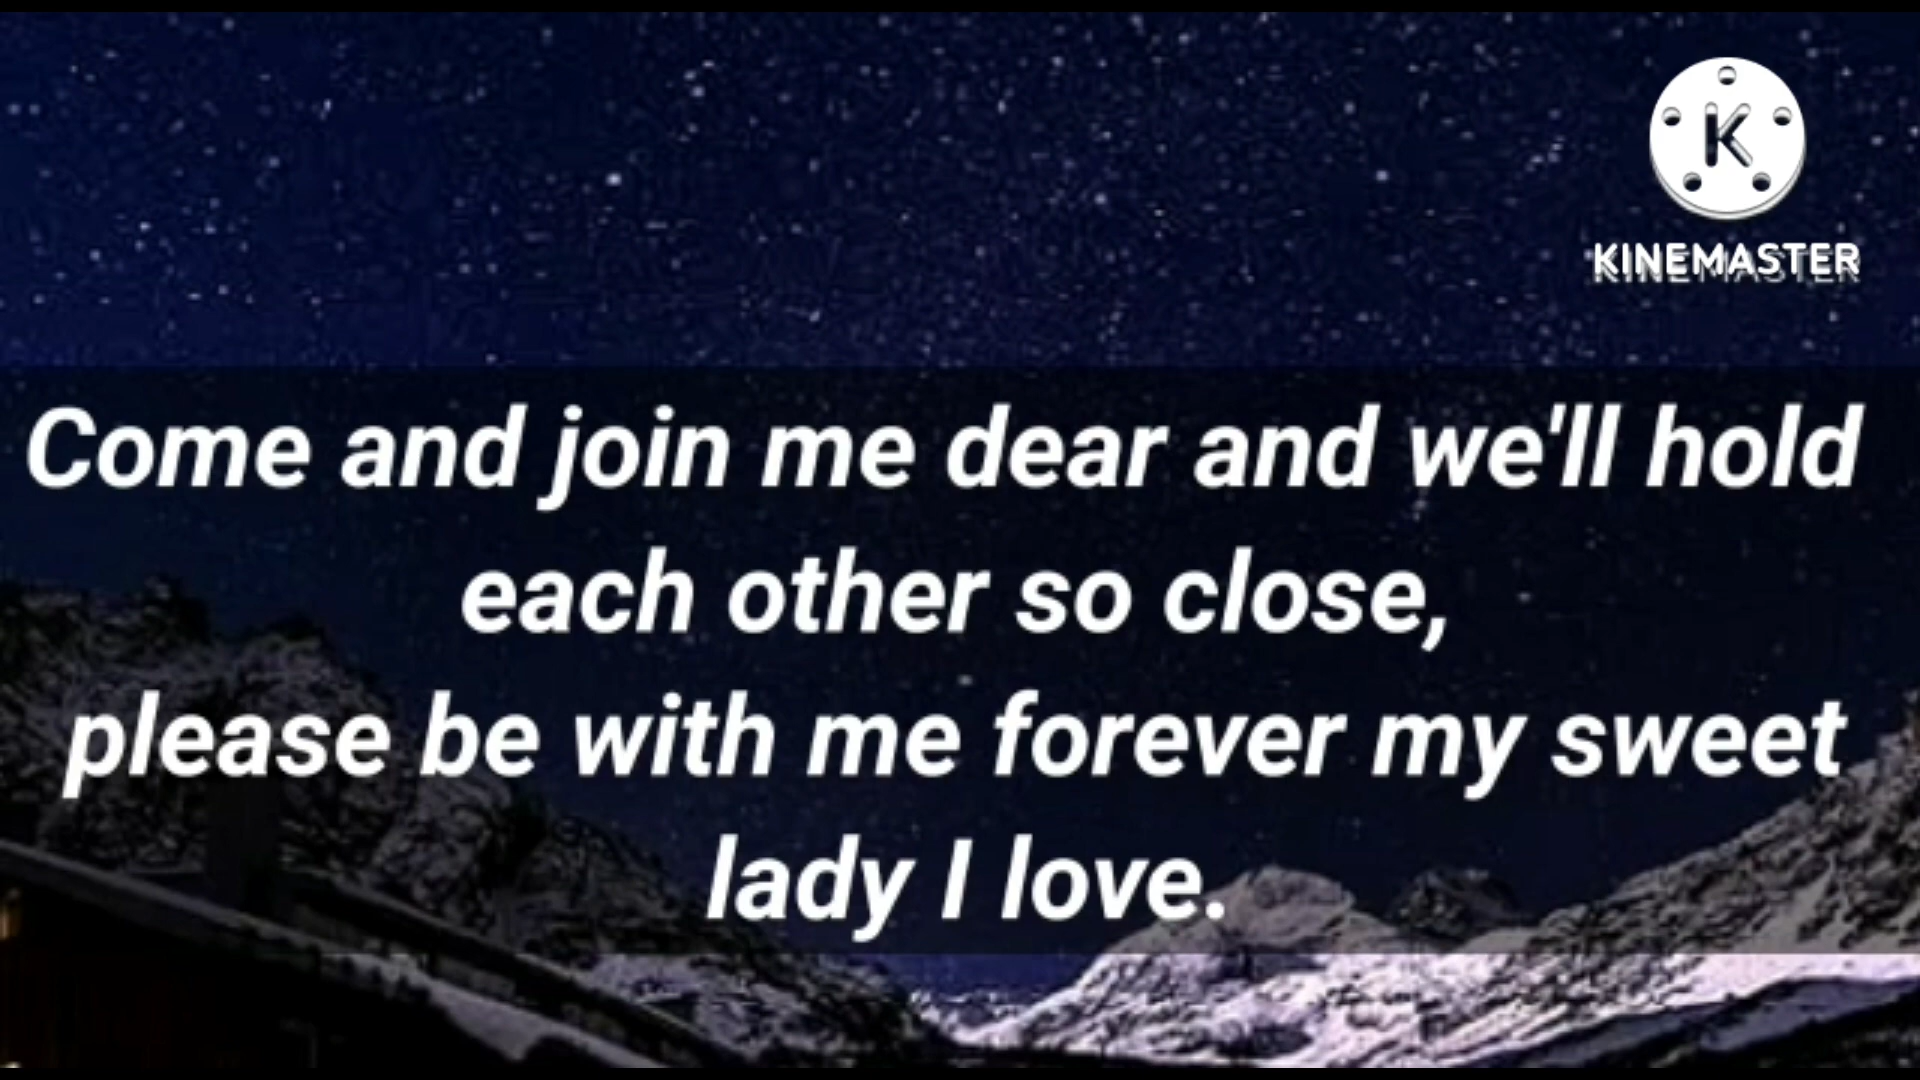 K
KINEMASTER
Come and join me dear and we'll hold
each other so close,
please be with me forever my sweet
lady I love.